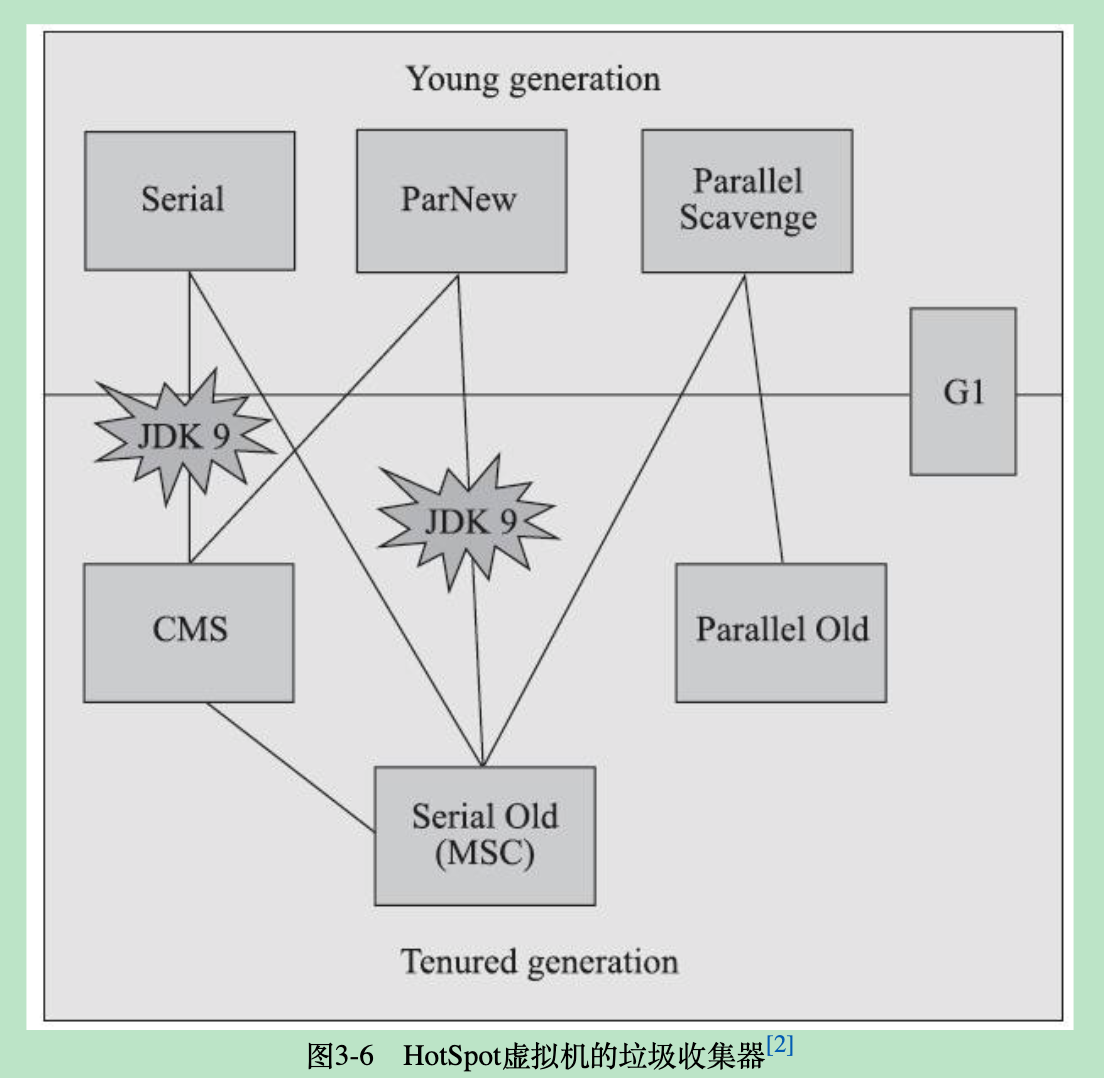 Young generation
Serial
ParNew
Parallel
Scavenge
G1
JDK 9
JDK 9
CMS
Parallel Old
Serial Old
(MSC)
Tenured generation
图3-6 HotSpot虚拟机的垃圾收集器[2]